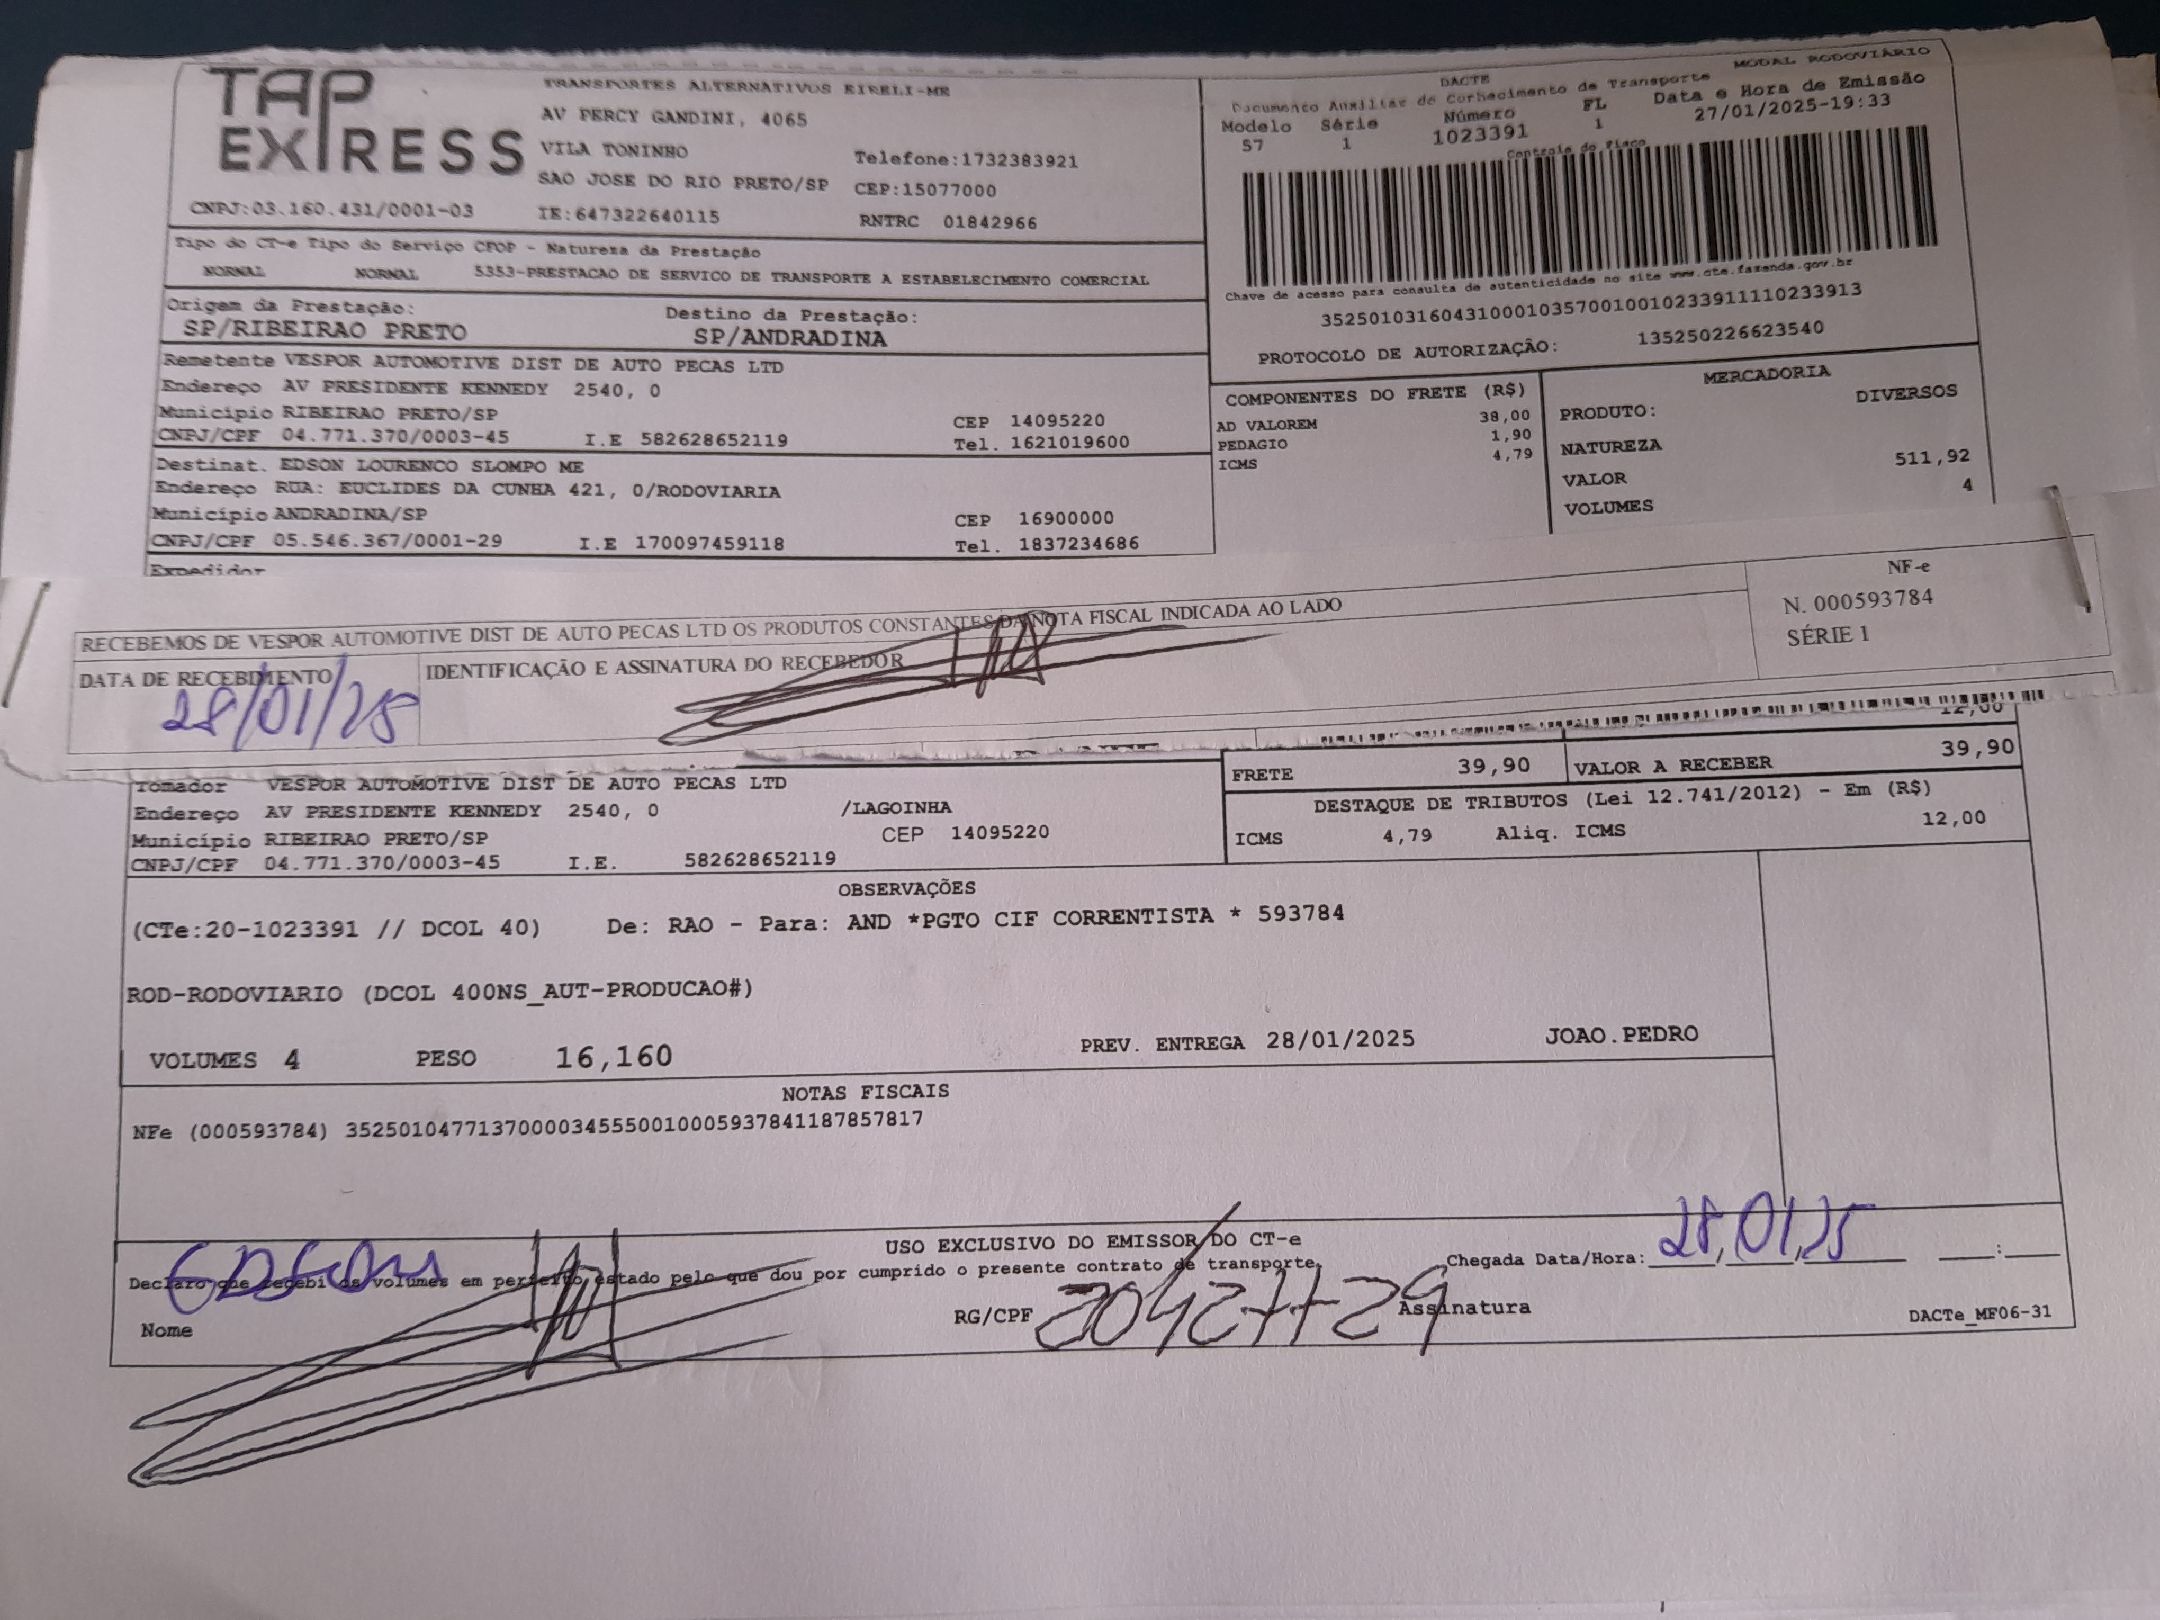 TAP EXPRESS
TRANSPORTES ALTERNATIVOS EIRELI-ME
AV PERCY GANDINI, 4065
VILA TONINHO
Telefone:1732383921
SAO JOSE DO RIO PRETO/SP CEP:15077000
CNPJ:03.160.431/0001-03 IE:647322640115 RNTRC 01842966
MODAL RODOVIÁRIO
DACTE
Documento Auxiliar de Conhecimento de Transporte
Modelo Série Número FL Data e Hora de Emissão
57 1 1023391 1 27/01/2025-19:33
Controle do Fisco
Chave de acesso para consulta de autenticidade no site www.cte.fazenda.gov.br
35250103160431000103570010010233911110233913
PROTOCOLO DE AUTORIZAÇÃO: 135250226623540
Tipo do CT-e Tipo do Serviço CFOP - Natureza da Prestação
NORMAL NORMAL 5353-PRESTACAO DE SERVICO DE TRANSPORTE A ESTABELECIMENTO COMERCIAL
Origem da Prestação: Destino da Prestação:
SP/RIBEIRAO PRETO SP/ANDRADINA
Remetente VESPOR AUTOMOTIVE DIST DE AUTO PECAS LTD
Endereço AV PRESIDENTE KENNEDY 2540, 0
Município RIBEIRAO PRETO/SP CEP 14095220
CNPJ/CPF 04.771.370/0003-45 I.E 582628652119 Tel. 1621019600
Destinat. EDSON LOURENCO SLOMPO ME
Endereço RUA: EUCLIDES DA CUNHA 421, 0/RODOVIARIA
Município ANDRADINA/SP CEP 16900000
CNPJ/CPF 05.546.367/0001-29 I.E 170097459118 Tel. 1837234686
Expedidor
COMPONENTES DO FRETE (R$)
AD VALOREM 38,00
PEDAGIO 1,90
ICMS 4,79
MERCADORIA
PRODUTO: DIVERSOS
NATUREZA
VALOR 511,92
VOLUMES 4
RECEBEMOS DE VESPOR AUTOMOTIVE DIST DE AUTO PECAS LTD OS PRODUTOS CONSTANTES DA NOTA FISCAL INDICADA AO LADO
DATA DE RECEBIMENTO IDENTIFICAÇÃO E ASSINATURA DO RECEBEDOR
28/01/25
NF-e
N. 000593784
SÉRIE 1
12,00
Tomador VESPOR AUTOMOTIVE DIST DE AUTO PECAS LTD
Endereço AV PRESIDENTE KENNEDY 2540, 0 /LAGOINHA
Município RIBEIRAO PRETO/SP CEP 14095220
CNPJ/CPF 04.771.370/0003-45 I.E. 582628652119
FRETE 39,90 VALOR A RECEBER 39,90
DESTAQUE DE TRIBUTOS (Lei 12.741/2012) - Em (R$)
ICMS 4,79 Aliq. ICMS 12,00
OBSERVAÇÕES
(CTe:20-1023391 // DCOL 40) De: RAO - Para: AND *PGTO CIF CORRENTISTA * 593784
ROD-RODOVIARIO (DCOL 400NS_AUT-PRODUCAO#)
VOLUMES 4 PESO 16,160 PREV. ENTREGA 28/01/2025 JOAO.PEDRO
NOTAS FISCAIS
NFe (000593784) 35250104771370000345550010005937841187857817
USO EXCLUSIVO DO EMISSOR DO CT-e
Declaro que recebi os volumes em perfeito estado pelo que dou por cumprido o presente contrato de transporte.
Chegada Data/Hora: 28,01,25 :
EDSON
Nome RG/CPF Assinatura
DACTe_MF06-31